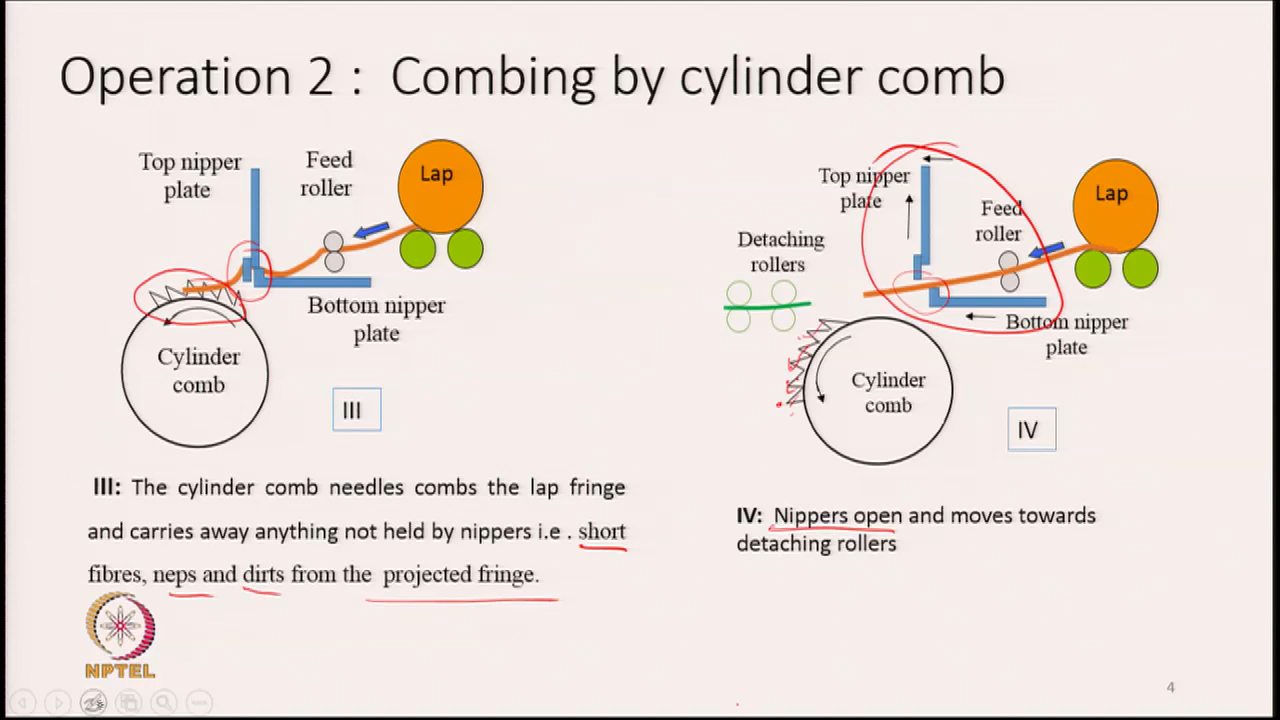 Operation 2 : Combing by cylinder comb
Top nipper
plate
Feed
roller
Lap
Bottom nipper
plate
Cylinder
comb
III
III: The cylinder comb needles combs the lap fringe
and carries away anything not held by nippers i.e . short
fibres, neps and dirts from the projected fringe.
Top nipper
plate
Feed
roller
Lap
Detaching
rollers
Bottom nipper
plate
Cylinder
comb
IV
IV: Nippers open and moves towards
detaching rollers
NPTEL
4